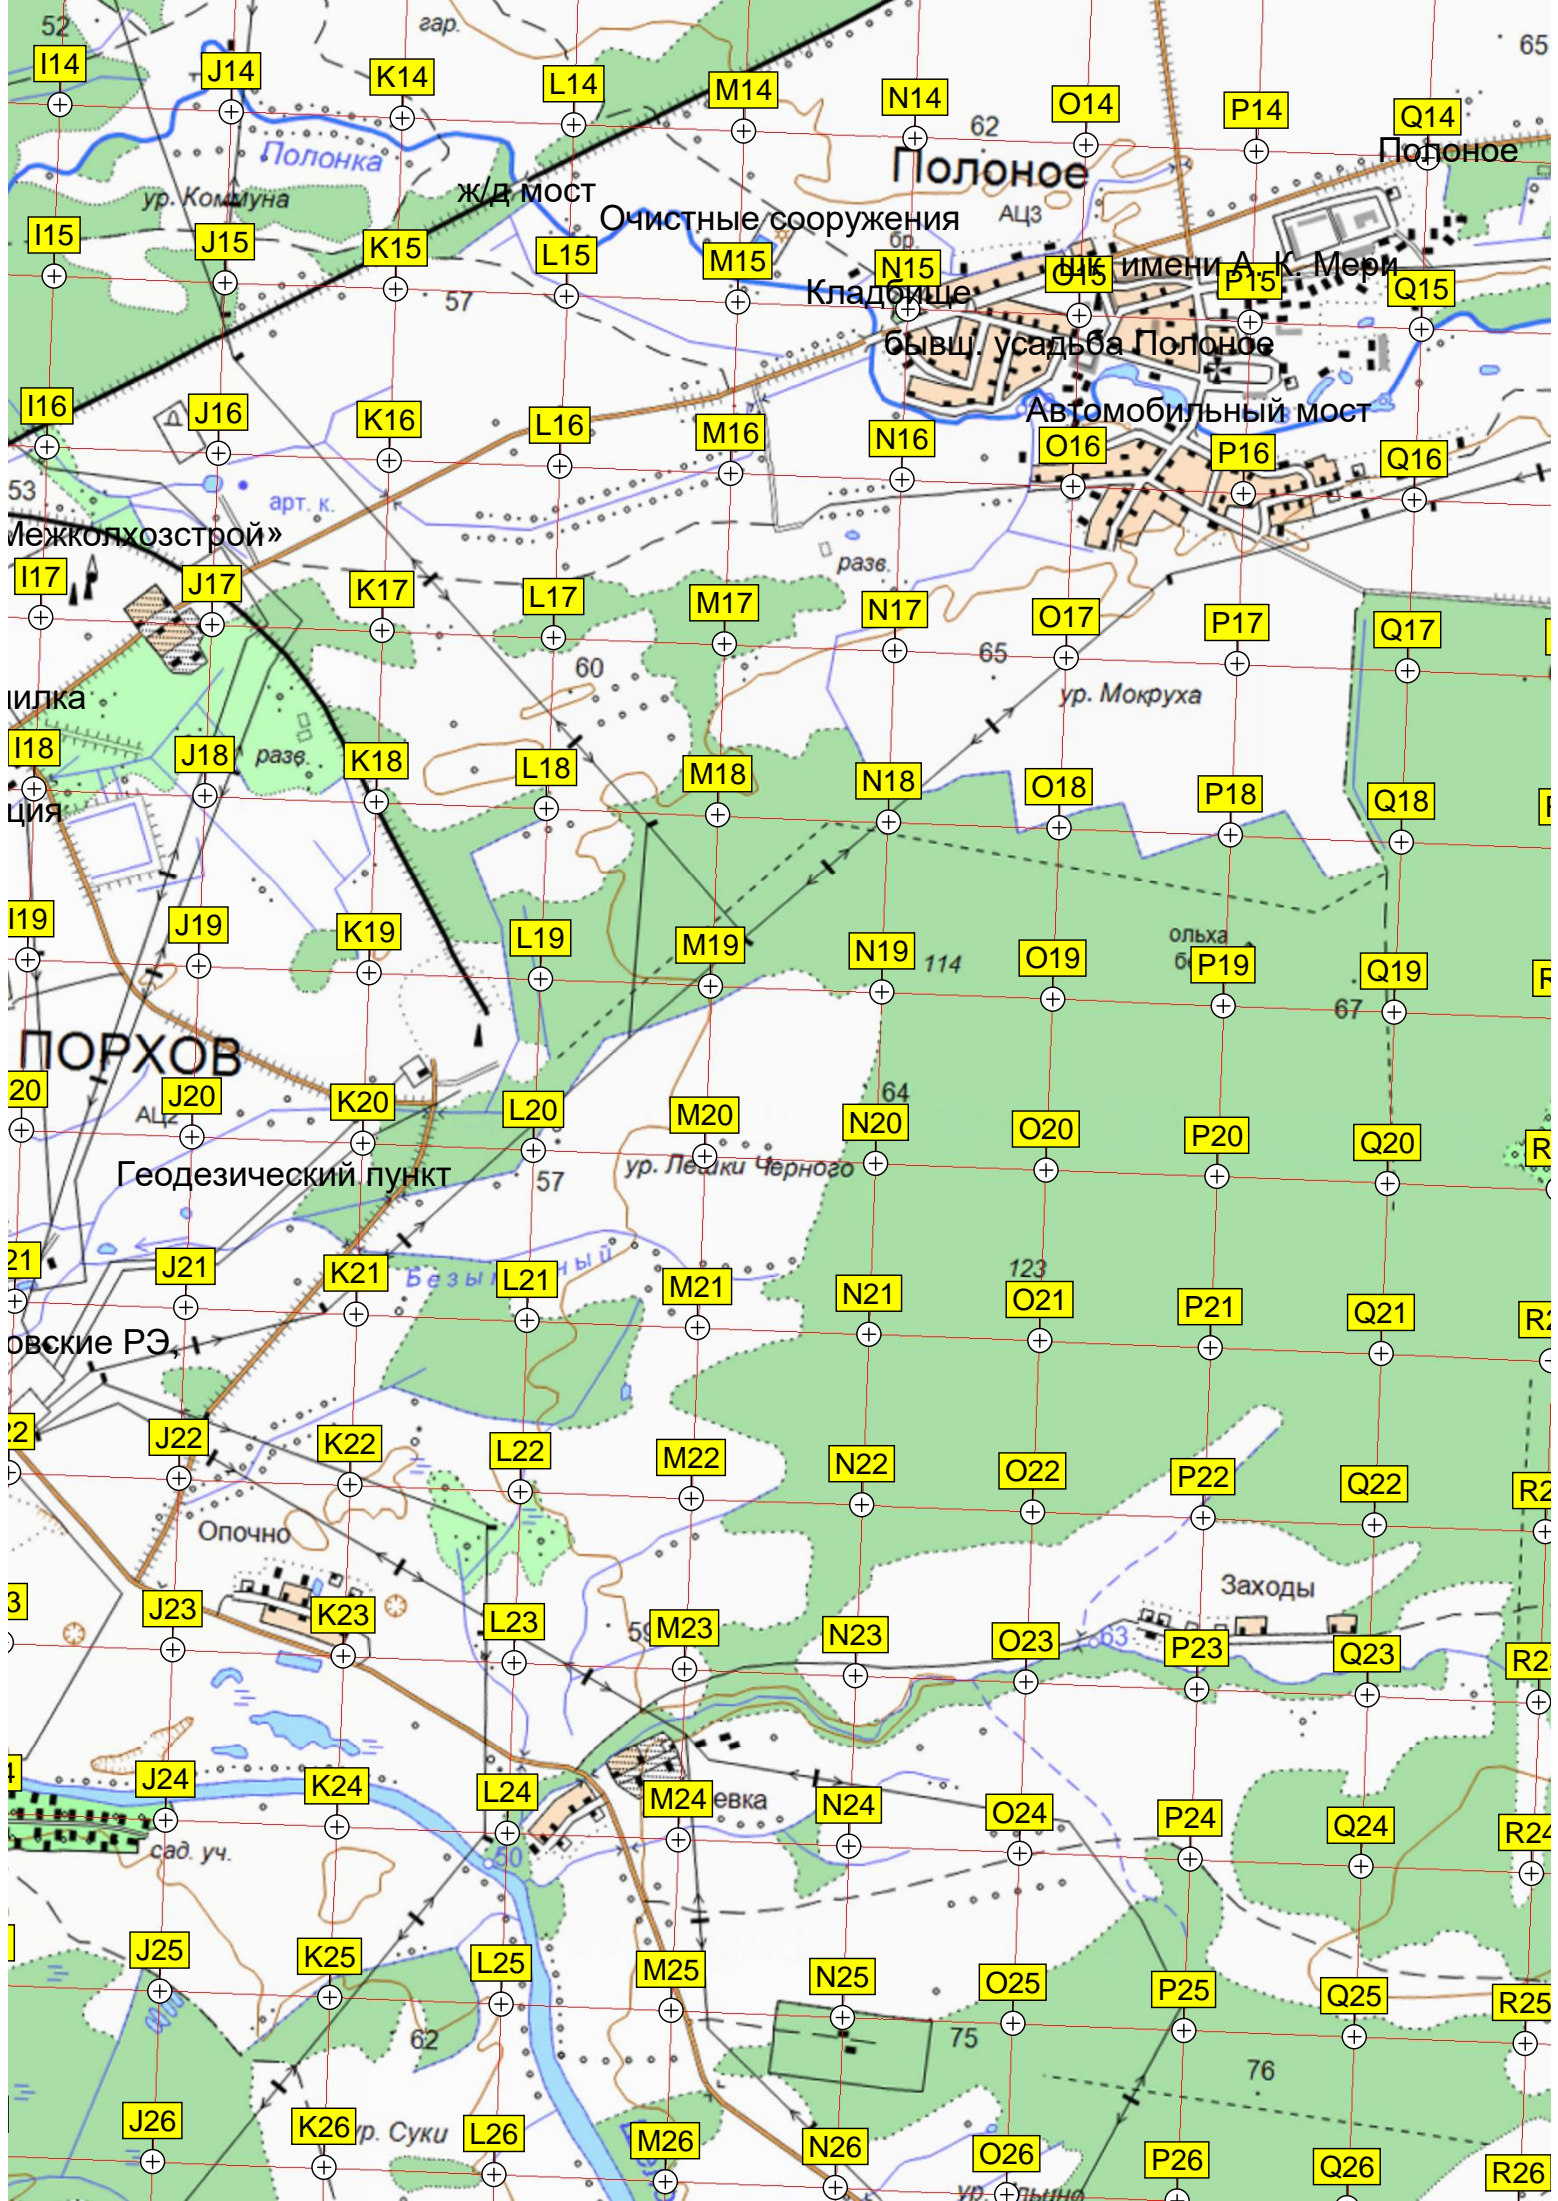 52
гар.
65
I14
J14
K14
L14
M14
N14
O14
P14
Q14
62
Полонка
Полоное
Полоное
ур. Коммуна
ж/д мост
Очистные сооружения
АЦ3
бр.
I15
J15
K15
L15
M15
N15
O15
P15
Q15
шк. имени А. К. Мери
Кладбище
57
бывш. усадьба Полоное
I16
J16
K16
L16
M16
N16
O16
P16
Q16
Автомобильный мост
53
арт. к.
Межколхозстрой»
разв.
I17
J17
K17
L17
M17
N17
O17
P17
Q17
60
65
ур. Мокруха
разв.
I18
J18
K18
L18
M18
N18
O18
P18
Q18
ция
I19
J19
K19
L19
M19
N19
O19
P19
Q19
ольха
114
67
ПОРХОВ
АЦ2
64
20
J20
K20
L20
M20
N20
O20
P20
Q20
Геодезический пункт
57
ур. Лешки Черного
21
J21
K21
L21
M21
N21
O21
P21
Q21
123
овские РЭ,
22
J22
K22
L22
M22
N22
O22
P22
Q22
Опочно
Заходы
3
J23
K23
L23
59
M23
N23
O23
63
P23
Q23
R23
J24
K24
L24
M24
евка
N24
O24
P24
Q24
R24
сад. уч.
50
J25
K25
L25
M25
N25
O25
P25
Q25
R25
62
75
76
J26
K26
L26
M26
N26
O26
P26
Q26
R26
ур. Суки